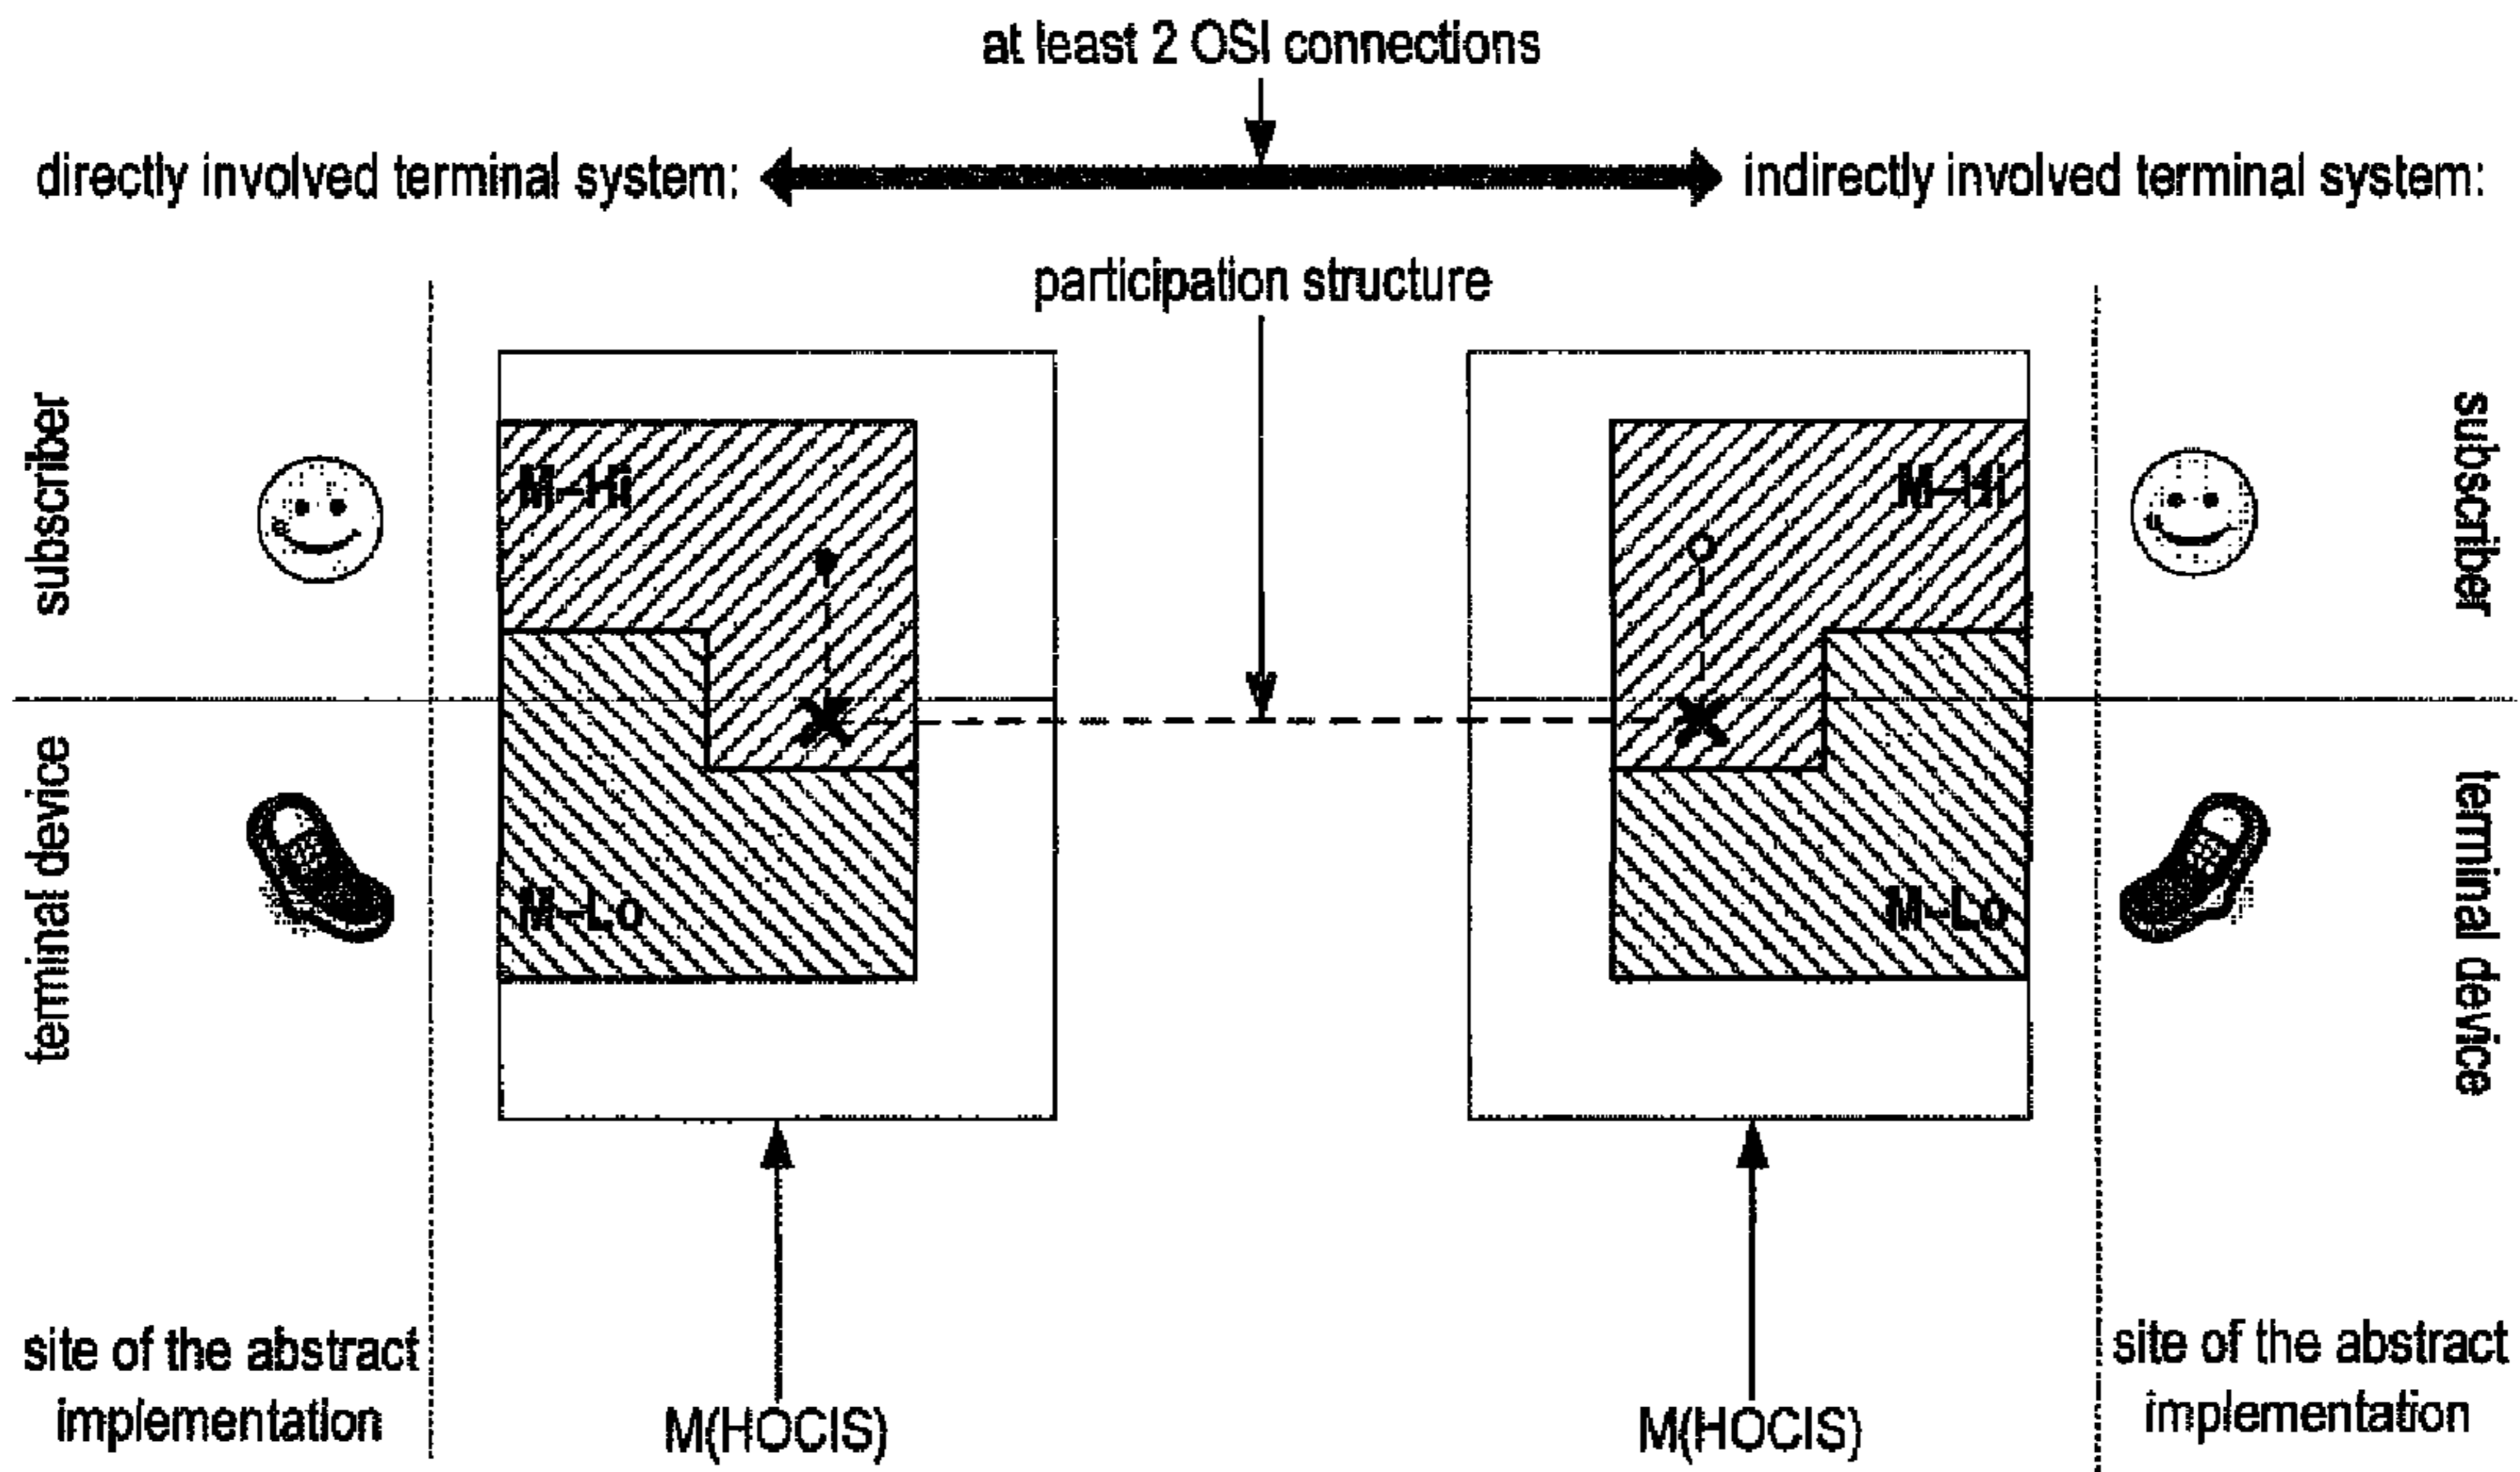 at least 2 OSI connections
directly involved terminal system:
indirectly involved terminal system:
participation structure
subscriber
subscriber
M-Hi
M-Hi
terminal device
terminal device
M-Lo
M-Lo
site of the abstract
implementation
M(HOCIS)
M(HOCIS)
site of the abstract
implementation